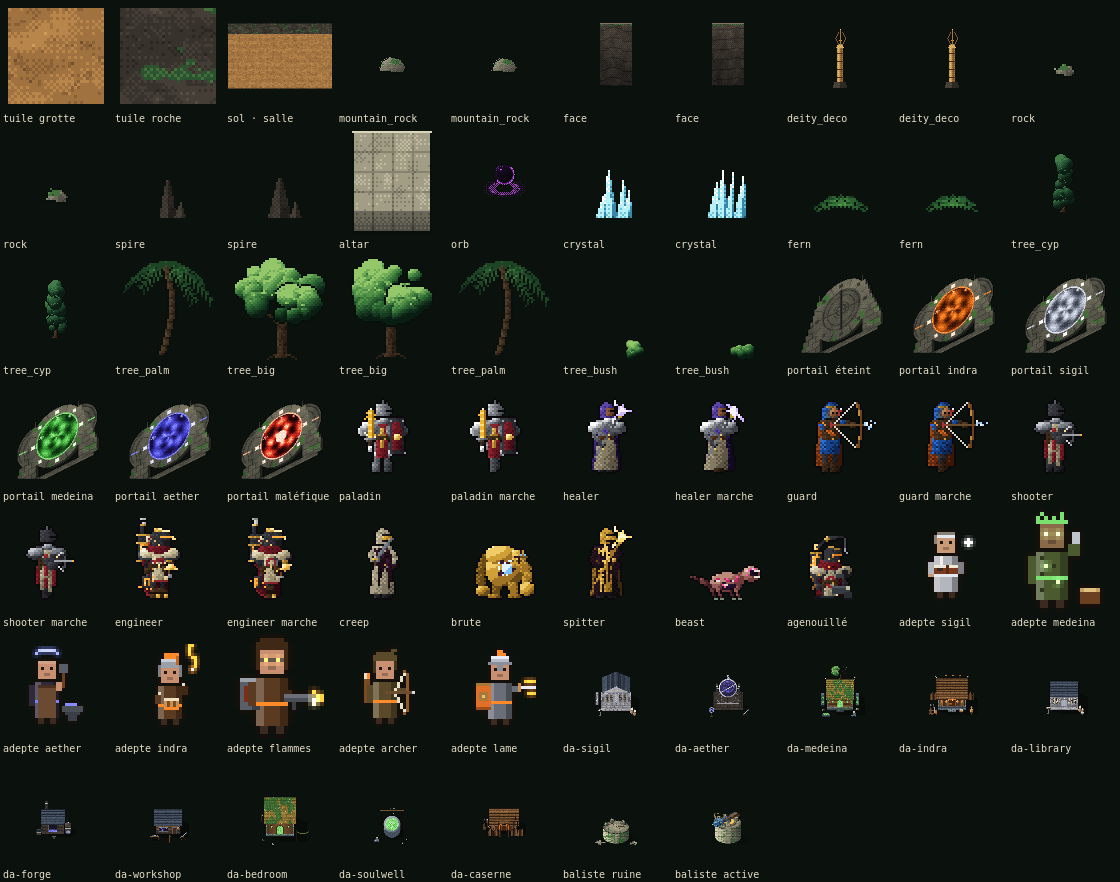 tuile grotte
tuile roche
sol · salle
mountain_rock
mountain_rock
face
face
deity_deco
deity_deco
rock
rock
spire
spire
altar
orb
crystal
crystal
fern
fern
tree_cyp
tree_cyp
tree_palm
tree_big
tree_big
tree_palm
tree_bush
tree_bush
portail éteint
portail indra
portail sigil
portail medeina
portail aether
portail maléfique
paladin
paladin marche
healer
healer marche
guard
guard marche
shooter
shooter marche
engineer
engineer marche
creep
brute
spitter
beast
agenouillé
adepte sigil
adepte medeina
adepte aether
adepte indra
adepte flammes
adepte archer
adepte lame
da-sigil
da-aether
da-medeina
da-indra
da-library
da-forge
da-workshop
da-bedroom
da-soulwell
da-caserne
baliste ruine
baliste active